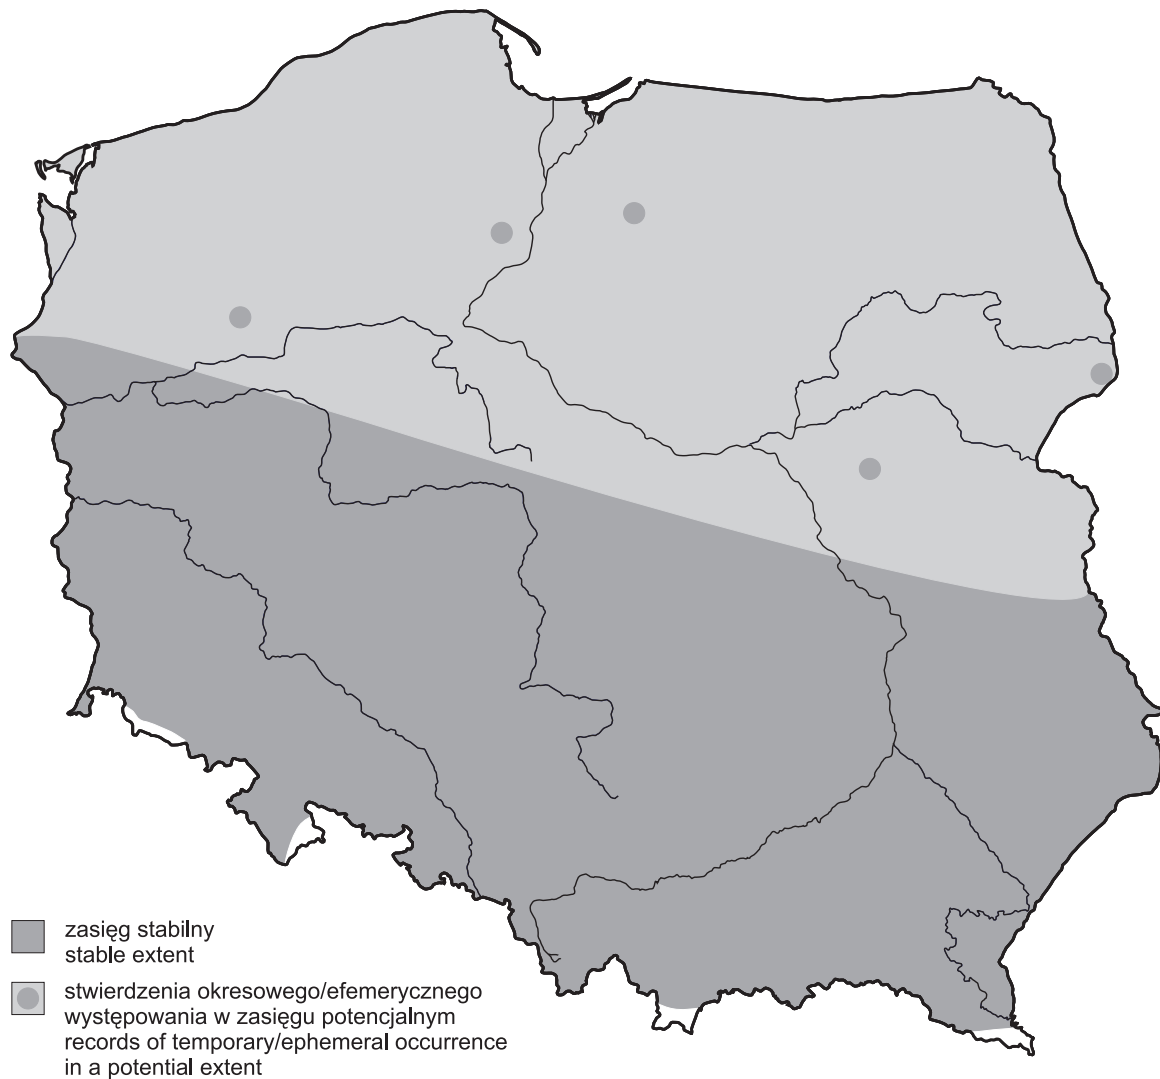 zasięg stabilny
stable extent
stwierdzenia okresowego/efemerycznego
występowania w zasięgu potencjalnym
records of temporary/ephemeral occurrence
in a potential extent